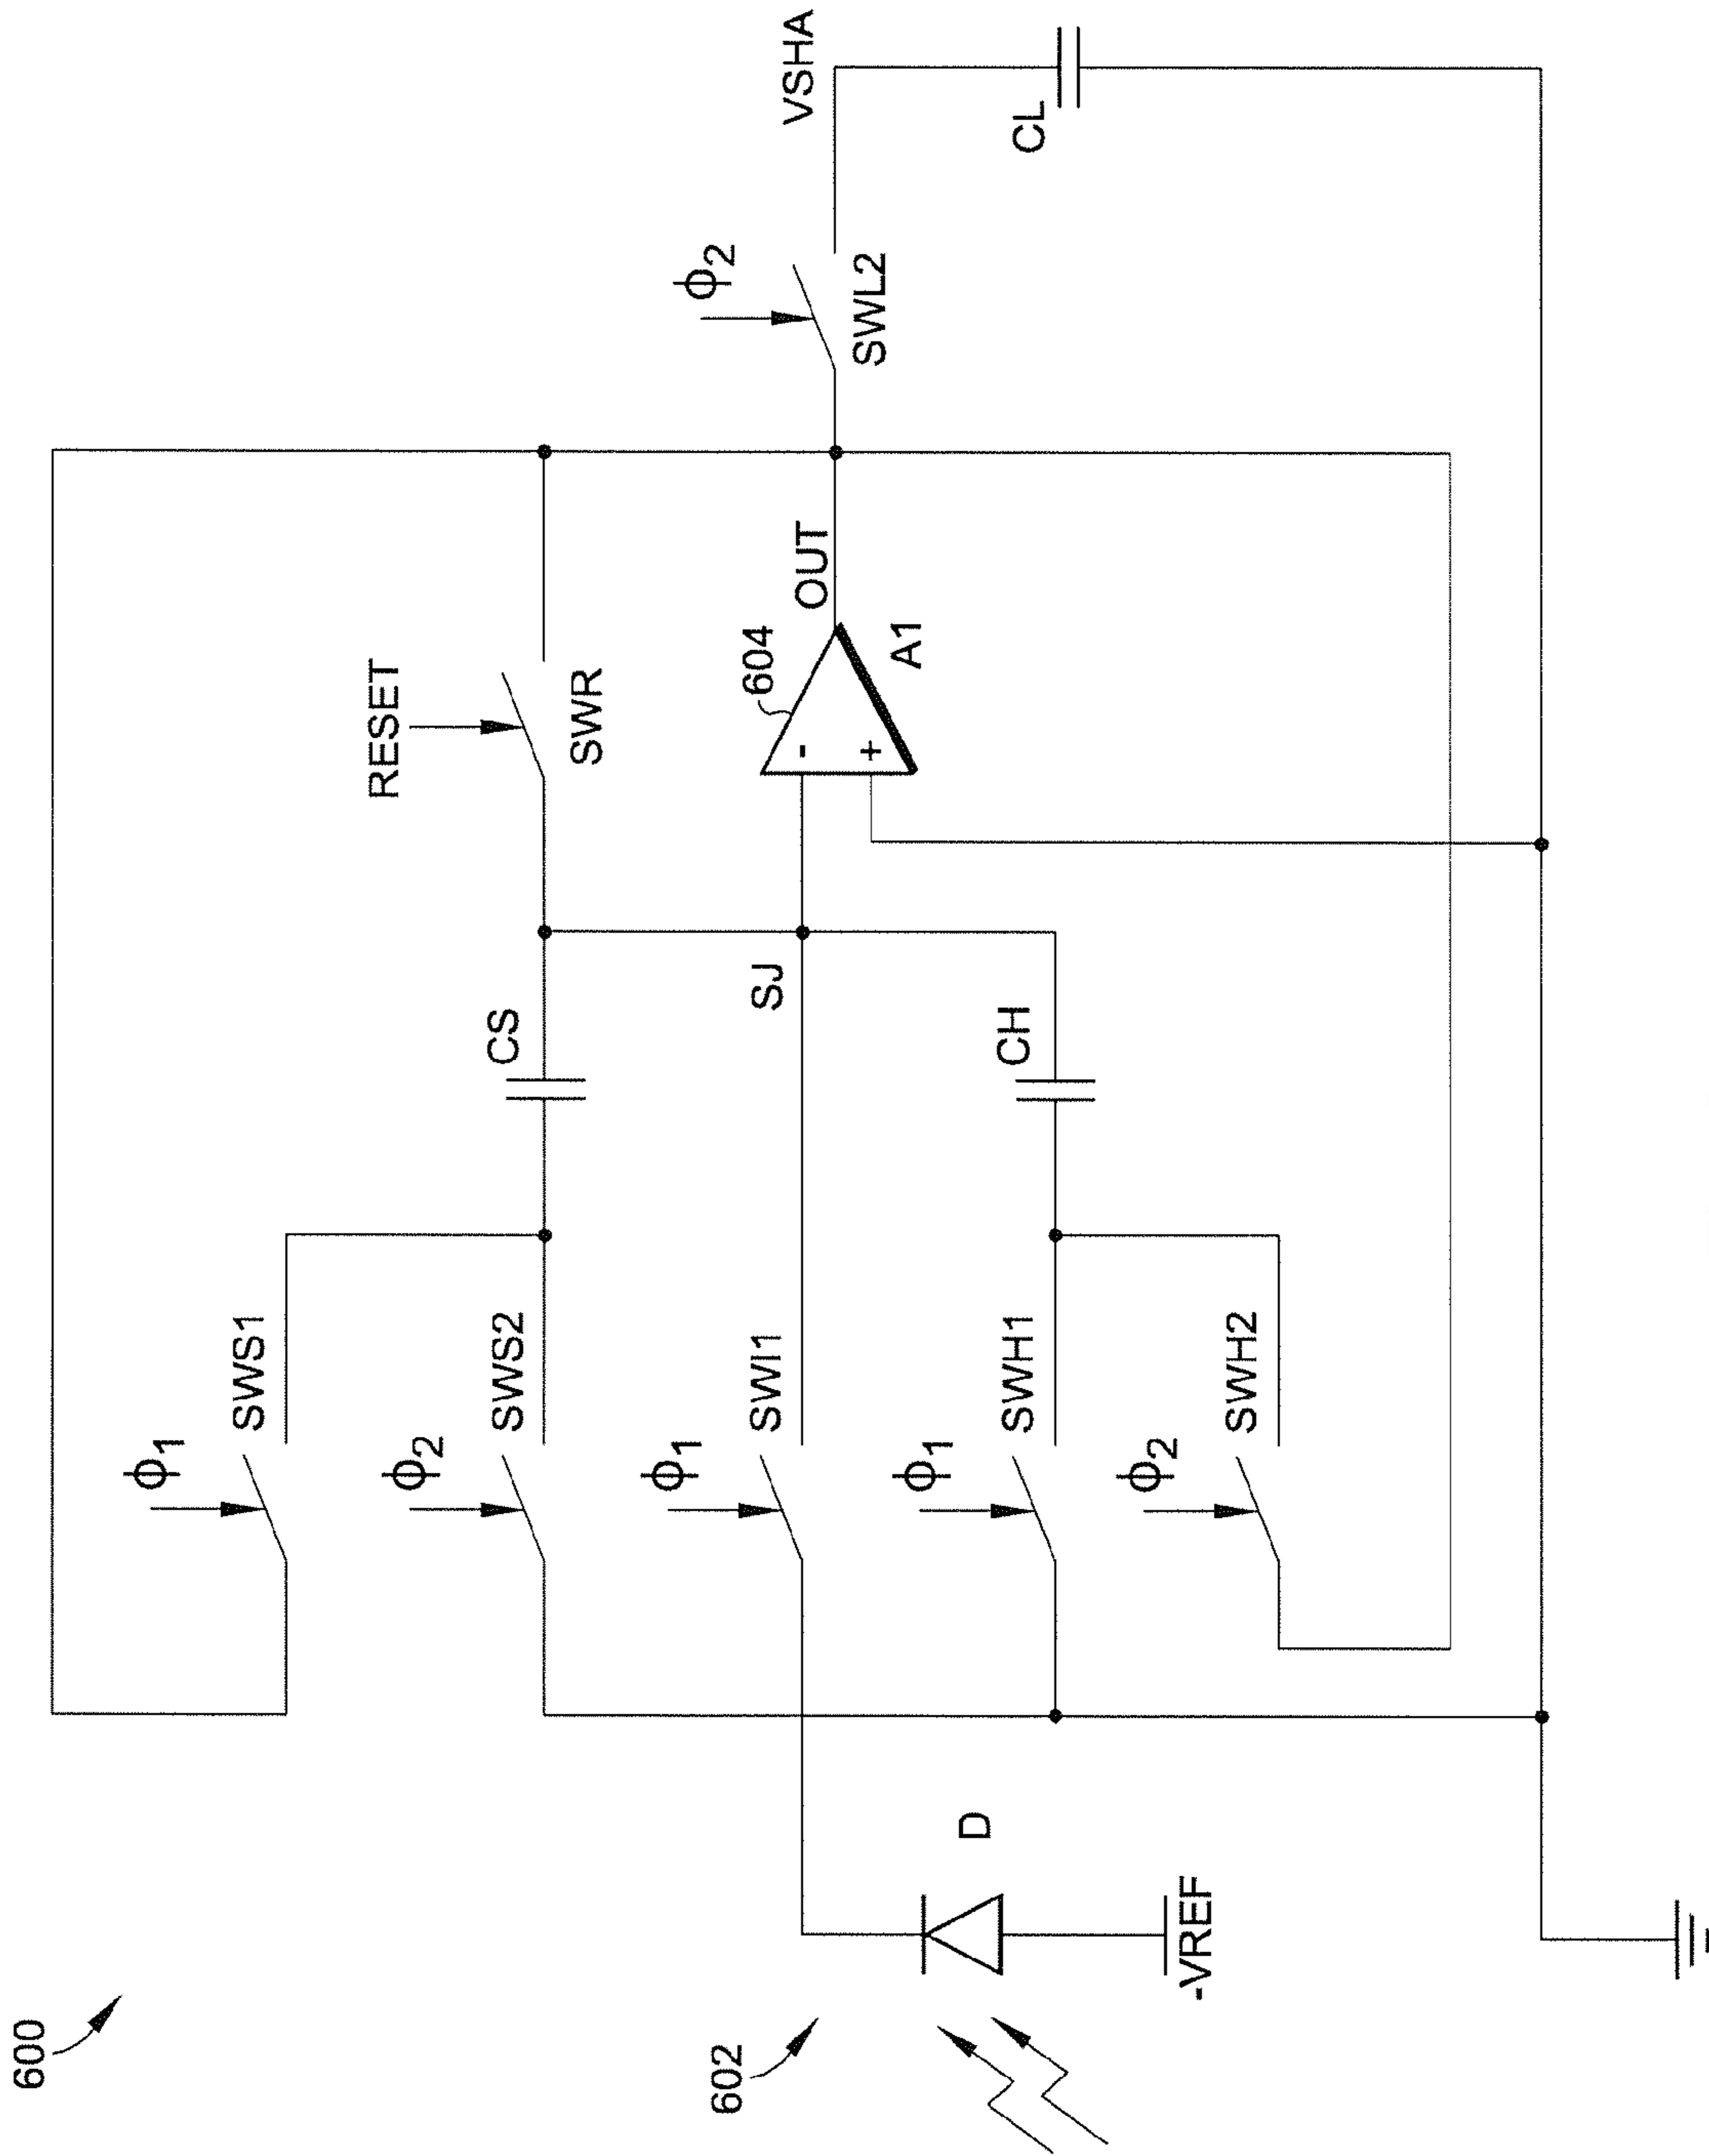 600
602
D
-VREF
ϕ1
SWS1
ϕ2
SWS2
ϕ1
SWI1
ϕ1
SWH1
ϕ2
SWH2
CS
SJ
CH
RESET
SWR
604
-
+
A1
OUT
ϕ2
SWL2
VSHA
CL